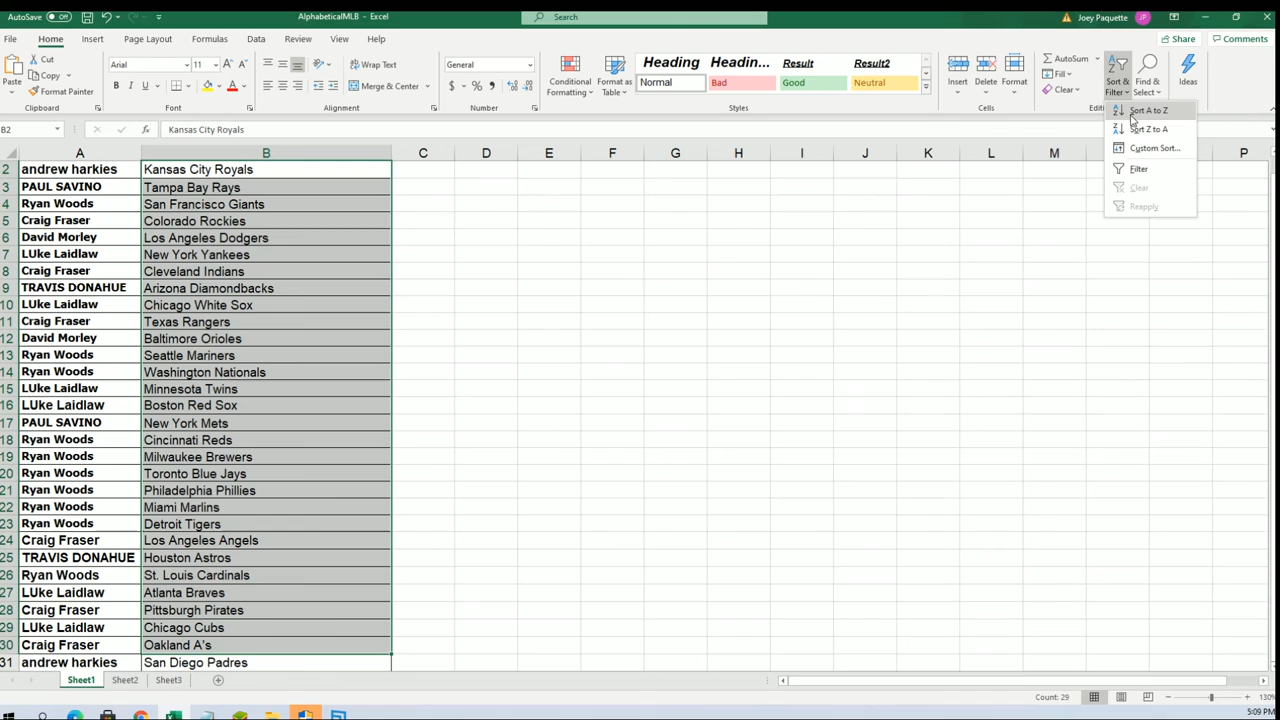 AutoSave Off AlphabeticalMLB - Excel Search Joey Paquette JP
File Home Insert Draw Page Layout Formulas Data Review View Help Share Comments
Paste Cut Copy Format Painter Clipboard
Arial 11 B I U Font
Wrap Text Merge & Center Alignment
General $ % Number
Conditional Formatting Format as Table
Heading... Heading... Result Result2
Normal Bad Good Neutral Styles
Insert Delete Format Cells
AutoSum Fill Clear Sort & Filter Find & Select Ideas
Sort A to Z
Sort Z to A
Custom Sort...
Filter
Clear
Reapply
B2 fx Kansas City Royals
A B C D E F G H I J K L M P
2 andrew harkies Kansas City Royals
3 PAUL SAVINO Tampa Bay Rays
4 Ryan Woods San Francisco Giants
5 Craig Fraser Colorado Rockies
6 David Morley Los Angeles Dodgers
7 LUke Laidlaw New York Yankees
8 Craig Fraser Cleveland Indians
9 TRAVIS DONAHUE Arizona Diamondbacks
10 LUke Laidlaw Chicago White Sox
11 Craig Fraser Texas Rangers
12 David Morley Baltimore Orioles
13 Ryan Woods Seattle Mariners
14 Ryan Woods Washington Nationals
15 LUke Laidlaw Minnesota Twins
16 LUke Laidlaw Boston Red Sox
17 PAUL SAVINO New York Mets
18 Ryan Woods Cincinnati Reds
19 Ryan Woods Milwaukee Brewers
20 Ryan Woods Toronto Blue Jays
21 Ryan Woods Philadelphia Phillies
22 Ryan Woods Miami Marlins
23 Ryan Woods Detroit Tigers
24 Craig Fraser Los Angeles Angels
25 TRAVIS DONAHUE Houston Astros
26 Ryan Woods St. Louis Cardinals
27 LUke Laidlaw Atlanta Braves
28 Craig Fraser Pittsburgh Pirates
29 LUke Laidlaw Chicago Cubs
30 Craig Fraser Oakland A's
31 andrew harkies San Diego Padres
Sheet1 Sheet2 Sheet3
Count: 29 130%
5:09 PM